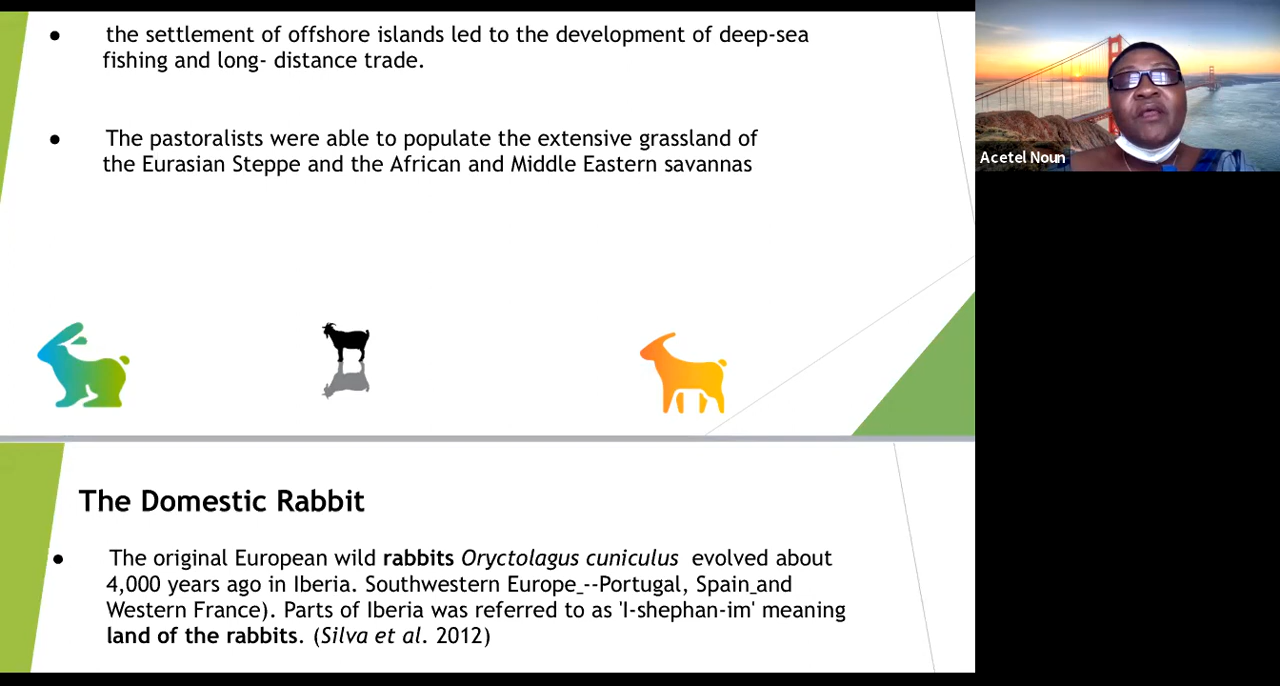 ● the settlement of offshore islands led to the development of deep-sea
fishing and long- distance trade.
● The pastoralists were able to populate the extensive grassland of
the Eurasian Steppe and the African and Middle Eastern savannas
Acetel Noun
The Domestic Rabbit
● The original European wild rabbits Oryctolagus cuniculus evolved about
4,000 years ago in Iberia. Southwestern Europe_--Portugal, Spain_and
Western France). Parts of Iberia was referred to as 'I-shephan-im' meaning
land of the rabbits. (Silva et al. 2012)